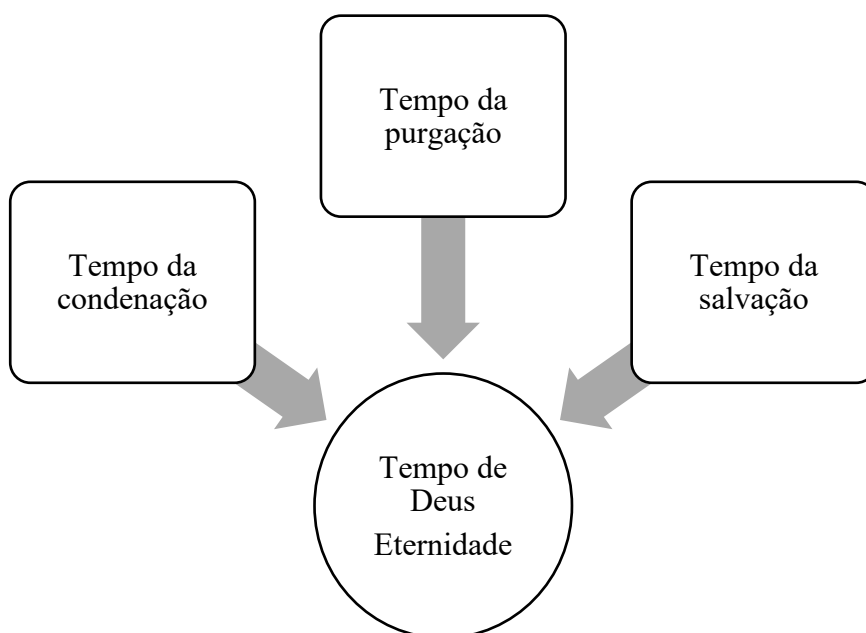 Tempo da
purgação
Tempo da
condenação
Tempo da
salvação
Tempo de
Deus
Eternidade